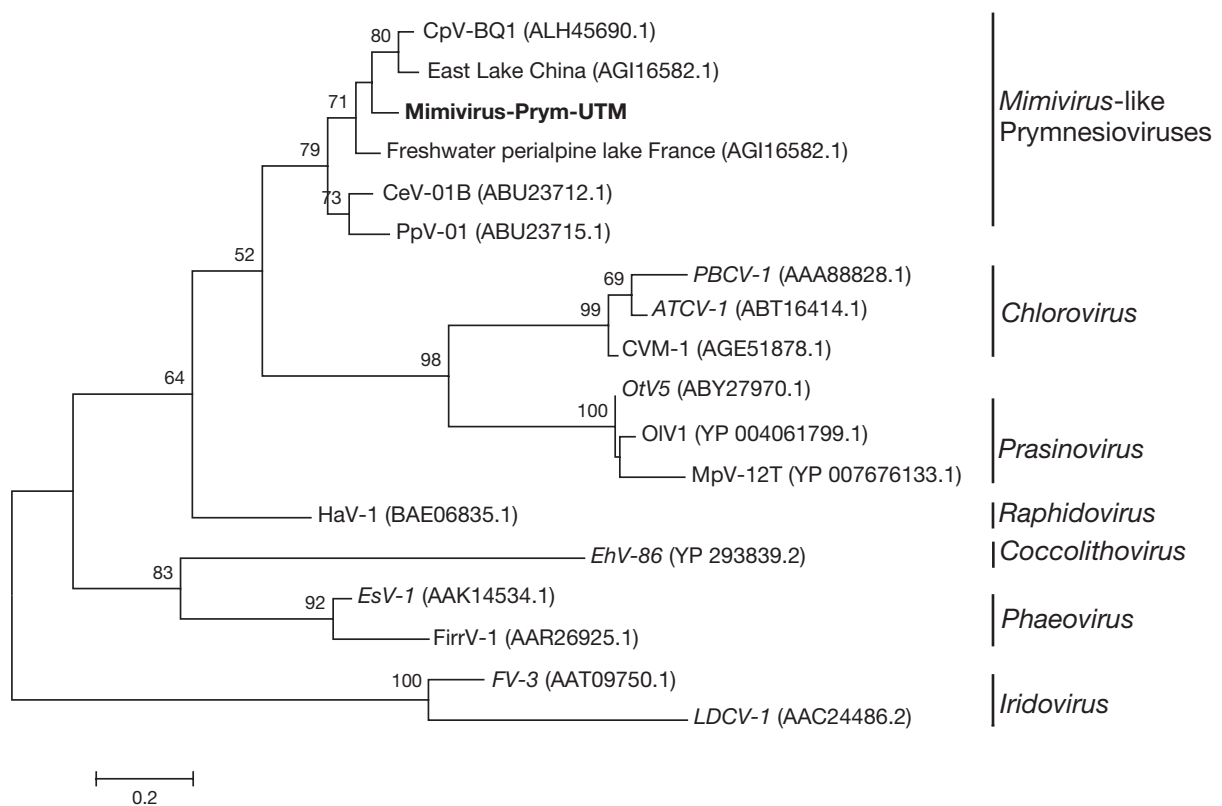 80
CpV-BQ1 (ALH45690.1)
East Lake China (AGI16582.1)
Mimivirus-Prym-UTM
71
Freshwater perialpine lake France (AGI16582.1)
79
CeV-01B (ABU23712.1)
73
PpV-01 (ABU23715.1)
Mimivirus-like
Prymnesioviruses
52
69
PBCV-1 (AAA88828.1)
99
ATCV-1 (ABT16414.1)
CVM-1 (AGE51878.1)
Chlorovirus
98
64
OtV5 (ABY27970.1)
100
OlV1 (YP 004061799.1)
MpV-12T (YP 007676133.1)
Prasinovirus
HaV-1 (BAE06835.1)
Raphidovirus
EhV-86 (YP 293839.2)
Coccolithovirus
83
92
EsV-1 (AAK14534.1)
FirrV-1 (AAR26925.1)
Phaeovirus
100
FV-3 (AAT09750.1)
LDCV-1 (AAC24486.2)
Iridovirus
0.2